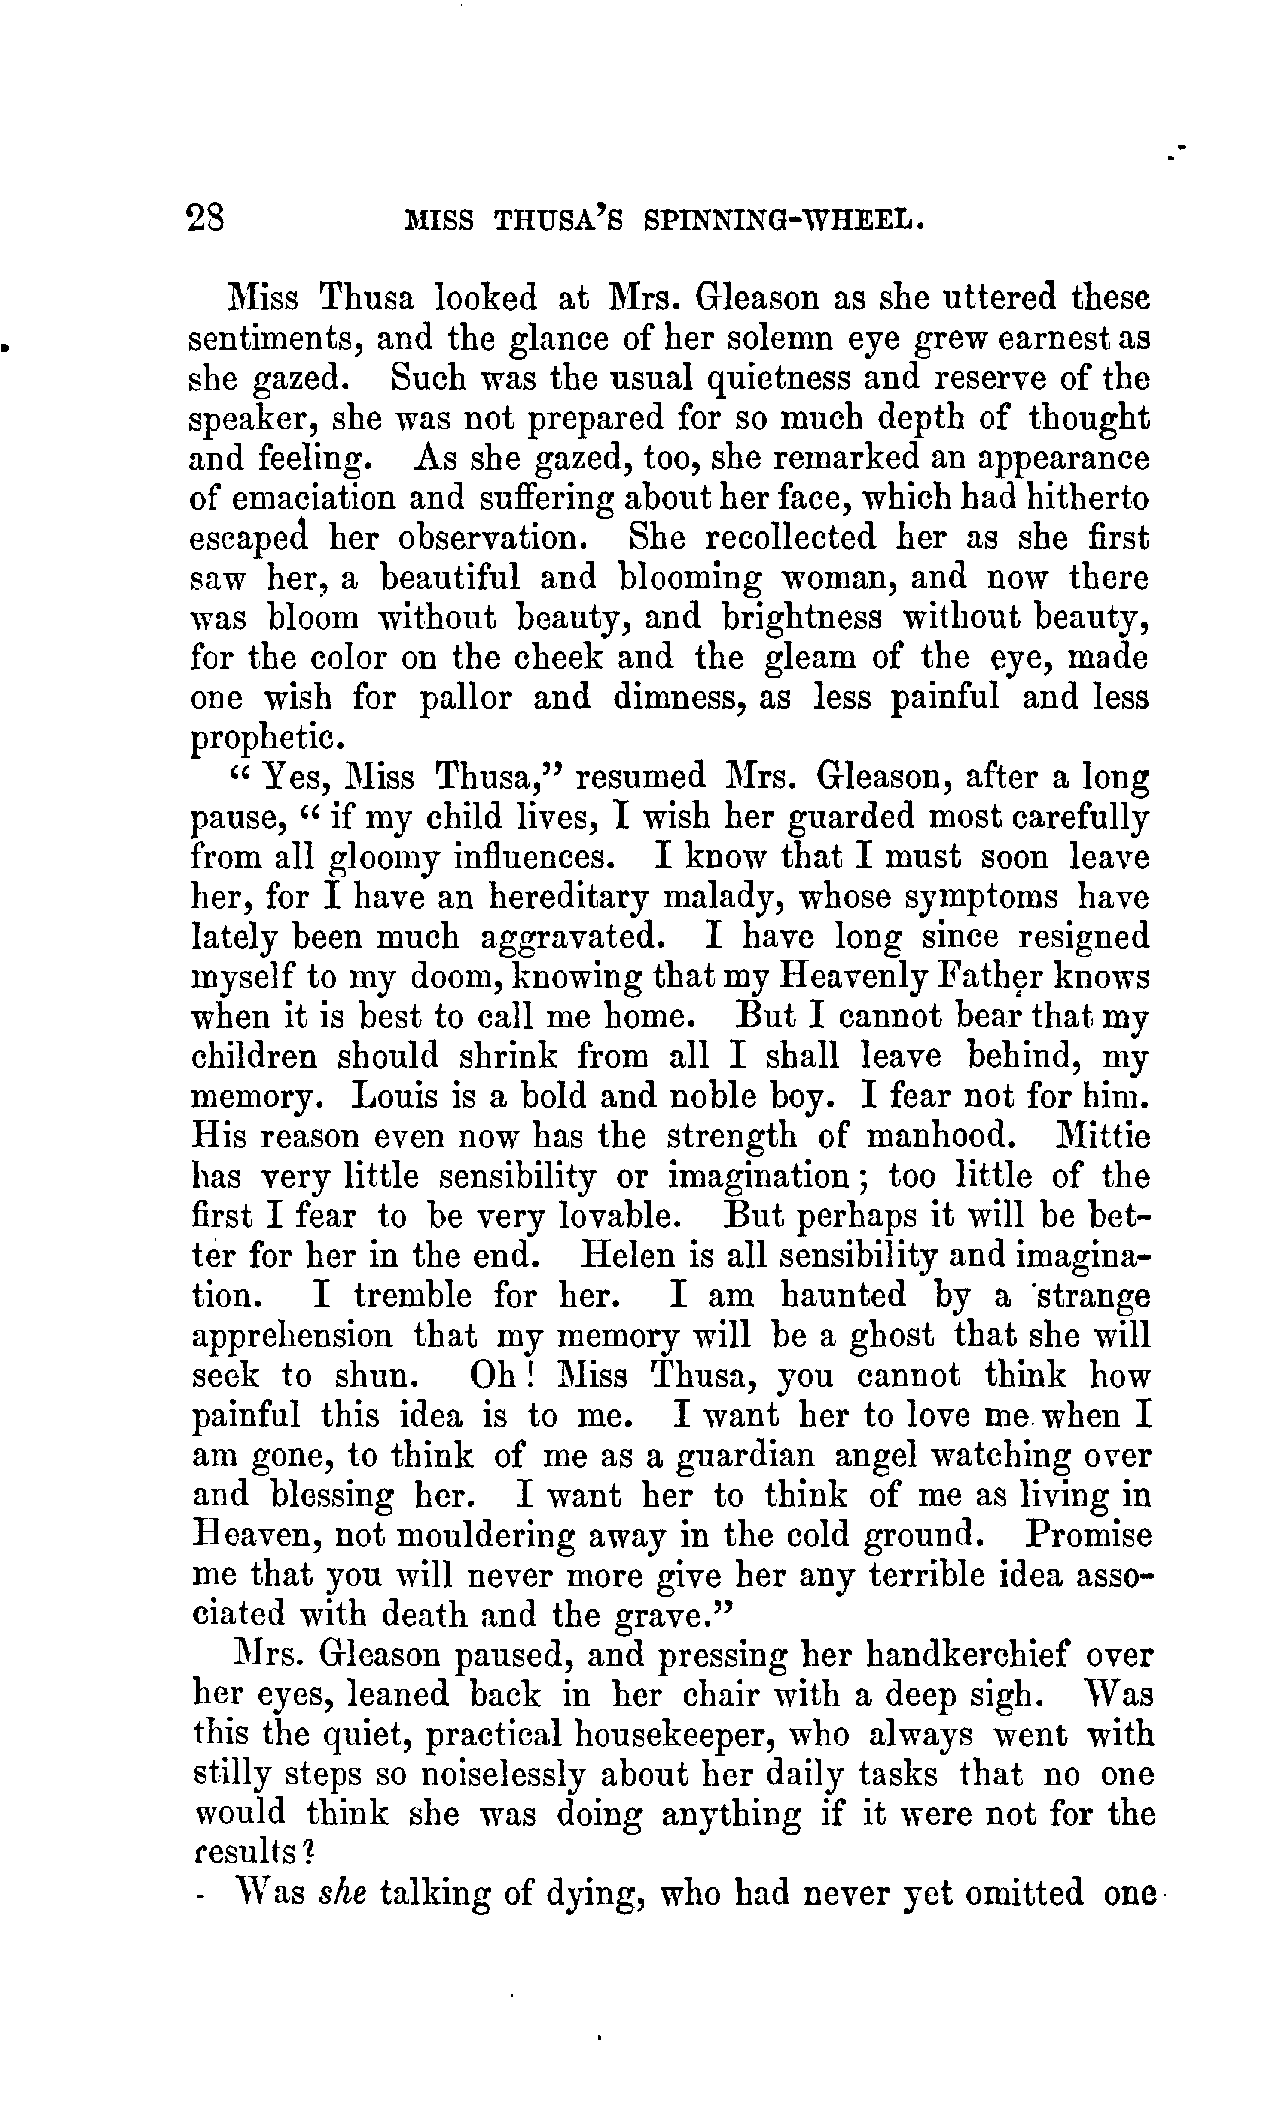 28 MISS THUSA'S SPINNING-WHEEL.
Miss Thusa looked at Mrs. Gleason as she uttered these
sentiments, and the glance of her solemn eye grew earnest as
she gazed. Such was the usual quietness and reserve of the
speaker, she was not prepared for so much depth of thought
and feeling. As she gazed, too, she remarked an appearance
of emaciation and suffering about her face, which had hitherto
escaped her observation. She recollected her as she first
saw her, a beautiful and blooming woman, and now there
was bloom without beauty, and brightness without beauty,
for the color on the cheek and the gleam of the eye, made
one wish for pallor and dimness, as less painful and less
prophetic.
"Yes, Miss Thusa," resumed Mrs. Gleason, after a long
pause, "if my child lives, I wish her guarded most carefully
from all gloomy influences. I know that I must soon leave
her, for I have an hereditary malady, whose symptoms have
lately been much aggravated. I have long since resigned
myself to my doom, knowing that my Heavenly Father knows
when it is best to call me home. But I cannot bear that my
children should shrink from all I shall leave behind, my
memory. Louis is a bold and noble boy. I fear not for him.
His reason even now has the strength of manhood. Mittie
has very little sensibility or imagination; too little of the
first I fear to be very lovable. But perhaps it will be bet-
ter for her in the end. Helen is all sensibility and imagina-
tion. I tremble for her. I am haunted by a strange
apprehension that my memory will be a ghost that she will
seek to shun. Oh! Miss Thusa, you cannot think how
painful this idea is to me. I want her to love me when I
am gone, to think of me as a guardian angel watching over
and blessing her. I want her to think of me as living in
Heaven, not mouldering away in the cold ground. Promise
me that you will never more give her any terrible idea asso-
ciated with death and the grave."
Mrs. Gleason paused, and pressing her handkerchief over
her eyes, leaned back in her chair with a deep sigh. Was
this the quiet, practical housekeeper, who always went with
stilly steps so noiselessly about her daily tasks that no one
would think she was doing anything if it were not for the
results?
Was she talking of dying, who had never yet omitted one